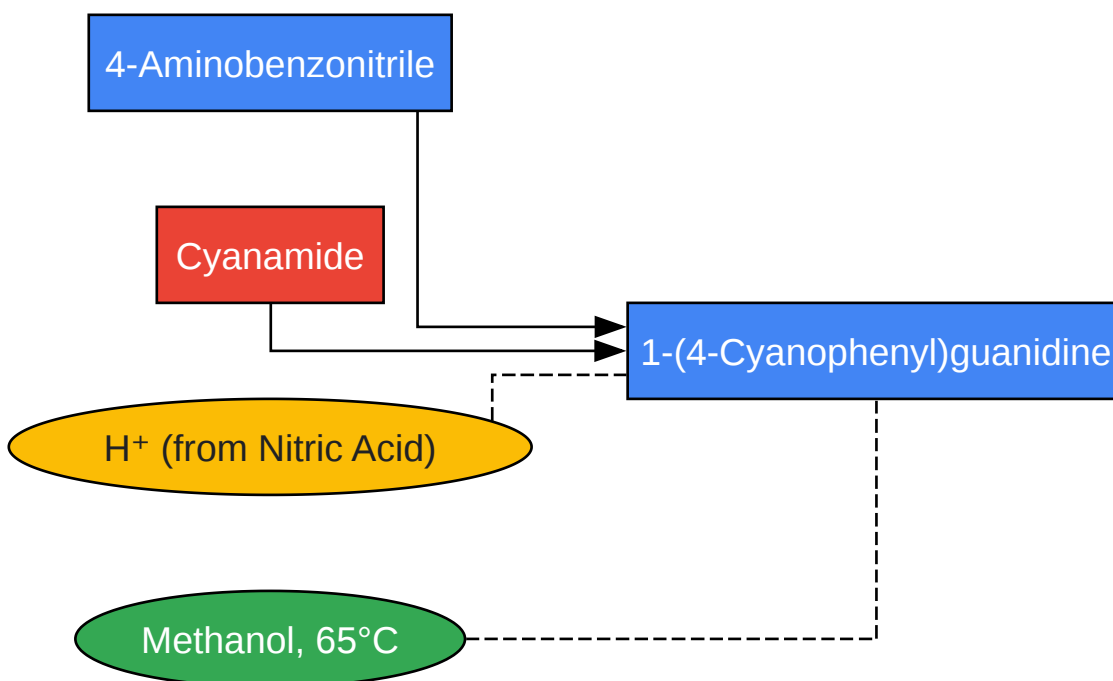 4-Aminobenzonitrile
Cyanamide
1-(4-Cyanophenyl)guanidine
H⁺ (from Nitric Acid)
Methanol, 65°C